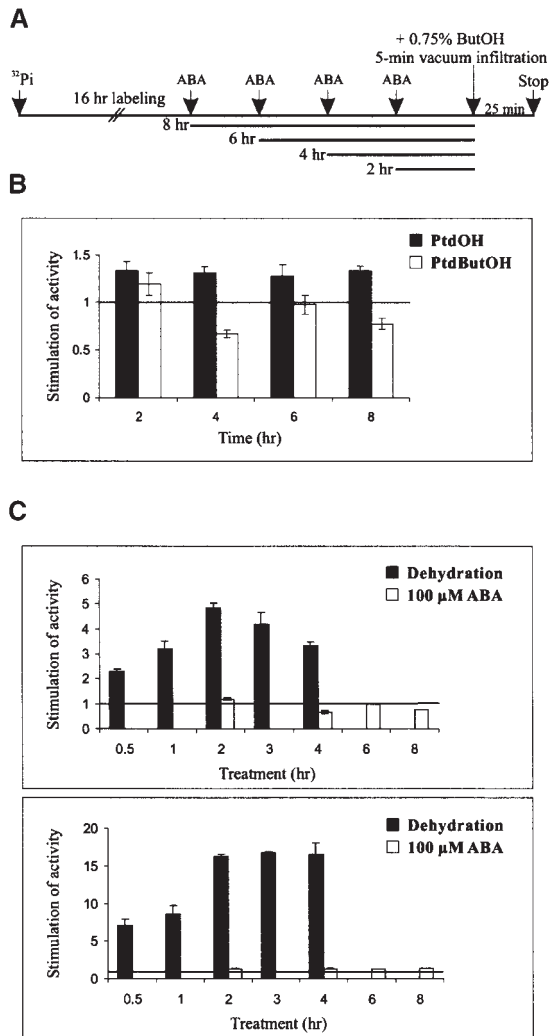 A
+ 0.75% ButOH
5-min vacuum infiltration
³²Pi
ABA ABA ABA ABA
Stop
16 hr labeling
25 min
8 hr
6 hr
4 hr
2 hr
B
PtdOH
PtdButOH
Stimulation of activity
1.5
1
0.5
0
2 4 6 8
Time (hr)
C
Dehydration
100 µM ABA
Stimulation of activity
6
5
4
3
2
1
0
0.5 1 2 3 4 6 8
Treatment (hr)
Dehydration
100 µM ABA
Stimulation of activity
20
15
10
5
0
0.5 1 2 3 4 6 8
Treatment (hr)